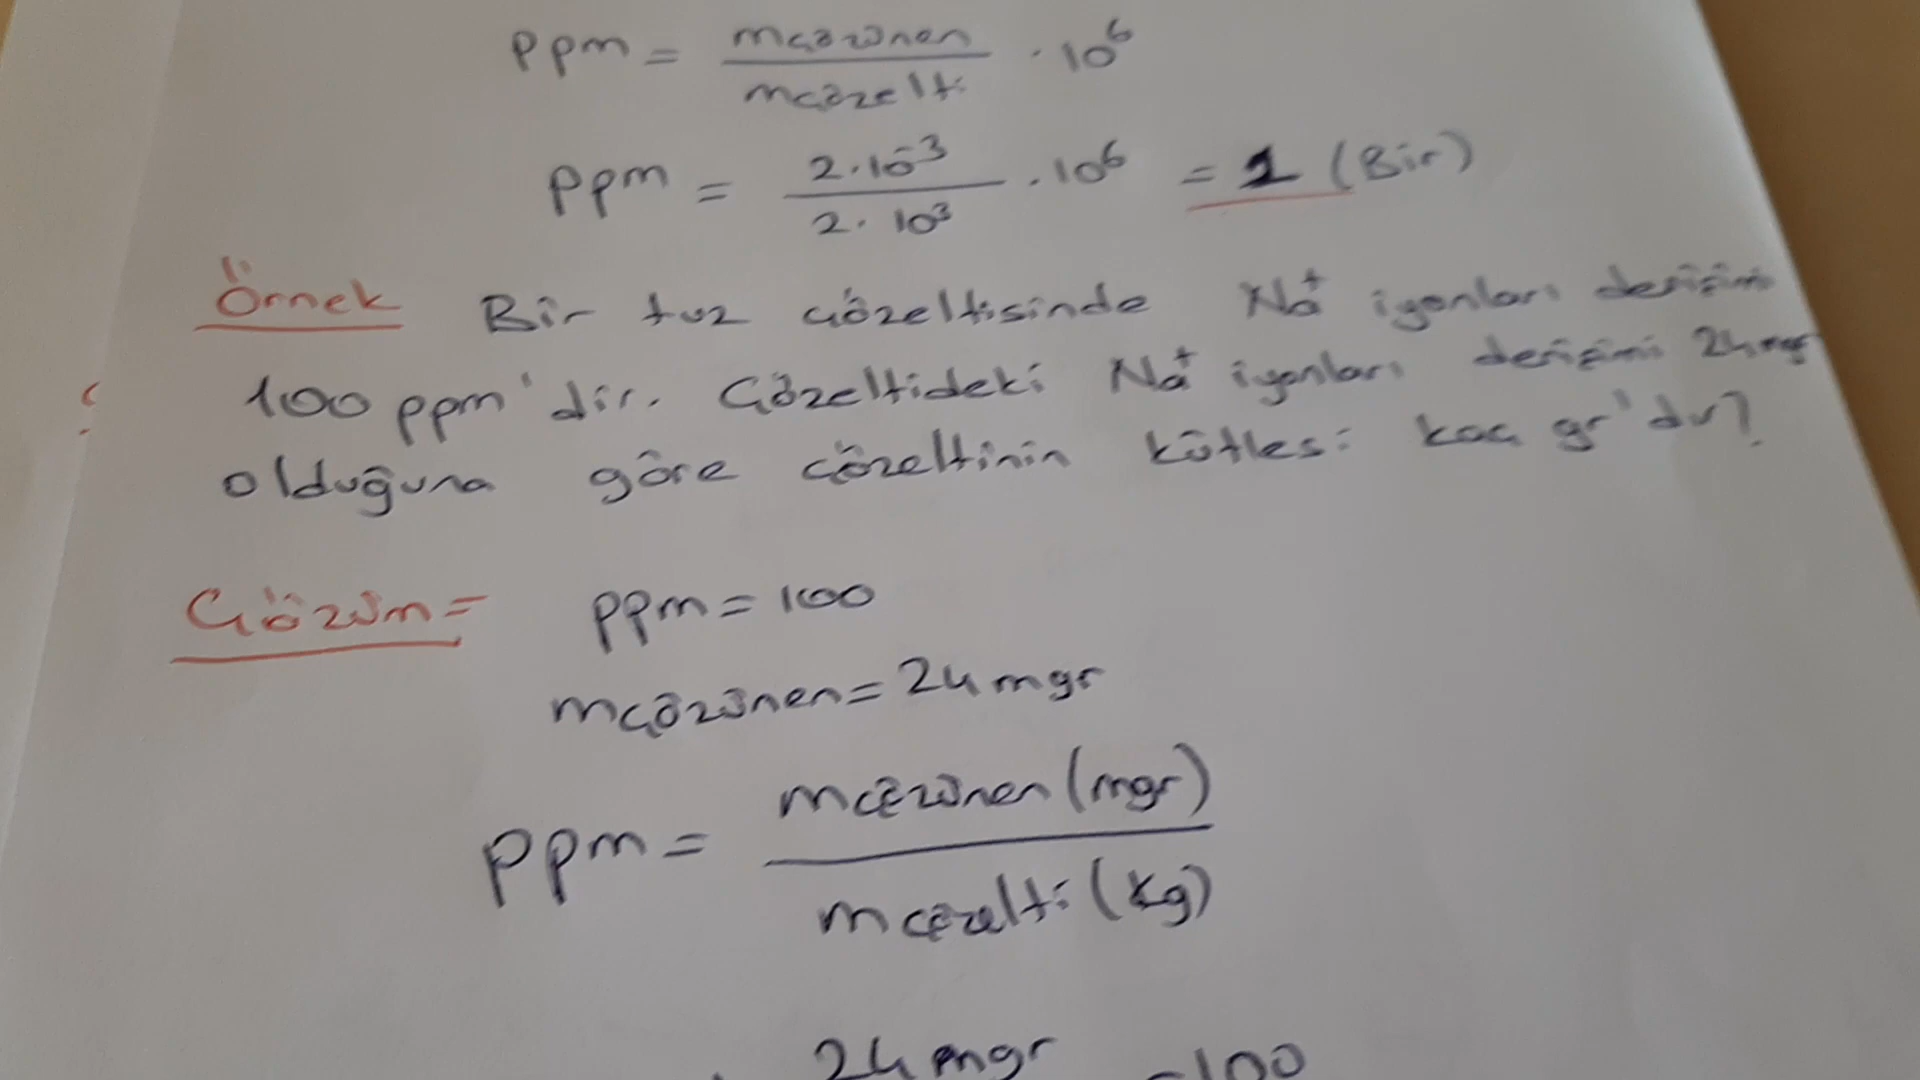 ppm = mçözünen / mçözelti . 10⁶
ppm = 2.10⁻³ / 2.10³ . 10⁶ = 1 (Bir)
Örnek Bir tuz çözeltisinde Na⁺ iyonları derişimi
100 ppm'dir. Çözeltideki Na⁺ iyonları derişimi 24 mgr
olduğuna göre çözeltinin kütlesi kaç gr'dır?
Çözüm = ppm = 100
mçözünen = 24 mgr
ppm = mçözünen (mgr) / mçözelti (kg)
24 mgr = 100